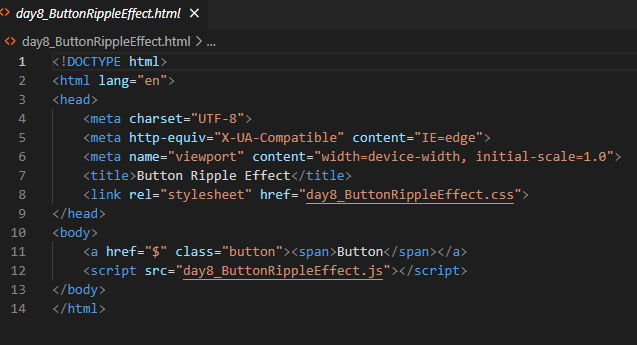 day8_ButtonRippleEffect.html ×
day8_ButtonRippleEffect.html > ...
1 <!DOCTYPE html>
2 <html lang="en">
3 <head>
4 <meta charset="UTF-8">
5 <meta http-equiv="X-UA-Compatible" content="IE=edge">
6 <meta name="viewport" content="width=device-width, initial-scale=1.0">
7 <title>Button Ripple Effect</title>
8 <link rel="stylesheet" href="day8_ButtonRippleEffect.css">
9 </head>
10 <body>
11 <a href="$" class="button"><span>Button</span></a>
12 <script src="day8_ButtonRippleEffect.js"></script>
13 </body>
14 </html>